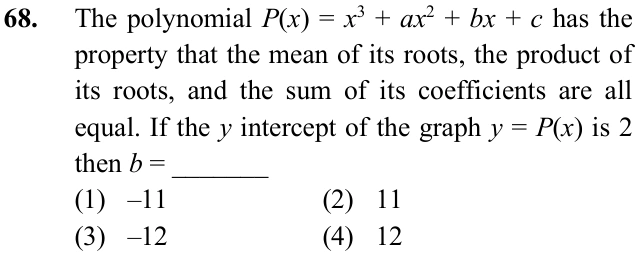 68. The polynomial P(x) = x³ + ax² + bx + c has the
property that the mean of its roots, the product of
its roots, and the sum of its coefficients are all
equal. If the y intercept of the graph y = P(x) is 2
then b = _______
(1) –11 (2) 11
(3) –12 (4) 12